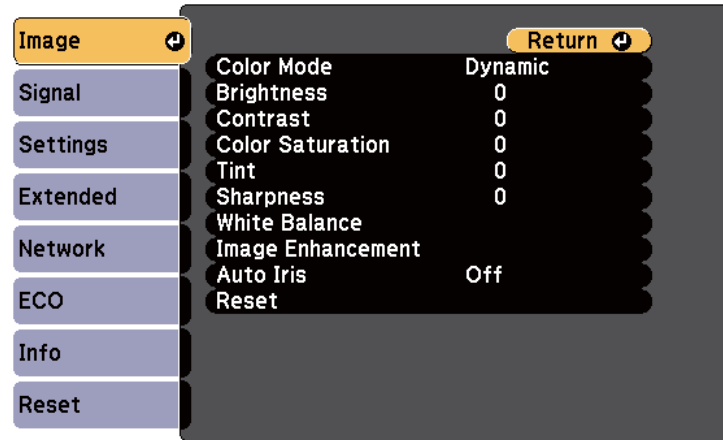 Image
Signal
Settings
Extended
Network
ECO
Info
Reset
Return
Color Mode Dynamic
Brightness 0
Contrast 0
Color Saturation 0
Tint 0
Sharpness 0
White Balance
Image Enhancement
Auto Iris Off
Reset